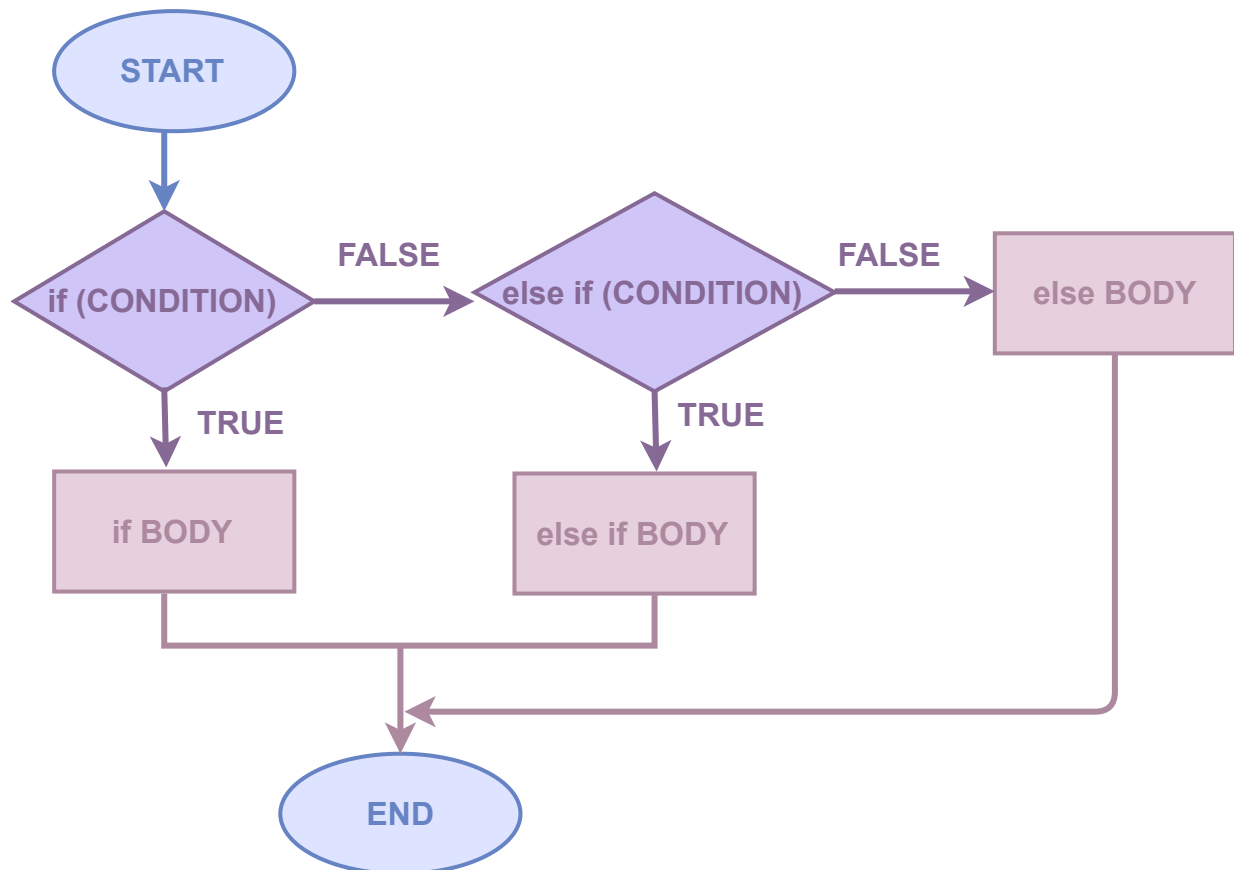 START
FALSE
FALSE
if (CONDITION)
else if (CONDITION)
else BODY
TRUE
TRUE
if BODY
else if BODY
END